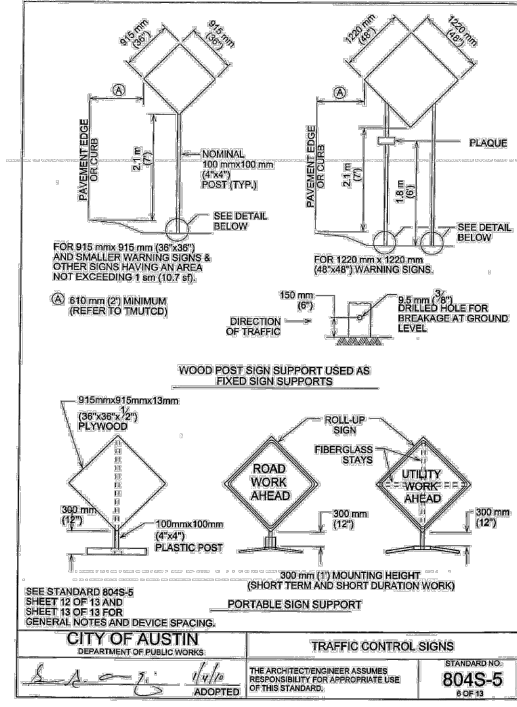 915 mm
(36")
915 mm
(36")
1220 mm
(48")
1220 mm
(48")
A
A
PAVEMENT EDGE
OR CURB
2.1 m
(7')
NOMINAL
100 mmx100 mm
(4"x4")
POST (TYP.)
SEE DETAIL
BELOW
PAVEMENT EDGE
OR CURB
2.1 m
(7')
1.8 m
(6')
PLAQUE
SEE DETAIL
BELOW
FOR 915 mmx 915 mm (36"x36")
AND SMALLER WARNING SIGNS &
OTHER SIGNS HAVING AN AREA
NOT EXCEEDING 1 sm (10.7 sf).
FOR 1220 mm x 1220 mm
(48"x48") WARNING SIGNS.
A 610 mm (2') MINIMUM
(REFER TO TMUTCD)
150 mm
(6")
DIRECTION
OF TRAFFIC
9.5 mm (3/8")
DRILLED HOLE FOR
BREAKAGE AT GROUND
LEVEL
WOOD POST SIGN SUPPORT USED AS
FIXED SIGN SUPPORTS
915mmx915mmx13mm
(36"x36"x1/2")
PLYWOOD
300 mm
(12")
100mmx100mm
(4"x4")
PLASTIC POST
ROLL-UP
SIGN
FIBERGLASS
STAYS
ROAD
WORK
AHEAD
300 mm
(12")
UTILITY
WORK
AHEAD
300 mm
(12")
300 mm (1') MOUNTING HEIGHT
(SHORT TERM AND SHORT DURATION WORK)
SEE STANDARD 804S-5
SHEET 12 OF 13 AND
SHEET 13 OF 13 FOR
GENERAL NOTES AND DEVICE SPACING.
PORTABLE SIGN SUPPORT
CITY OF AUSTIN
DEPARTMENT OF PUBLIC WORKS
TRAFFIC CONTROL SIGNS
1/4/10
ADOPTED
THE ARCHITECT/ENGINEER ASSUMES
RESPONSIBILITY FOR APPROPRIATE USE
OF THIS STANDARD.
STANDARD NO.
804S-5
6 OF 13